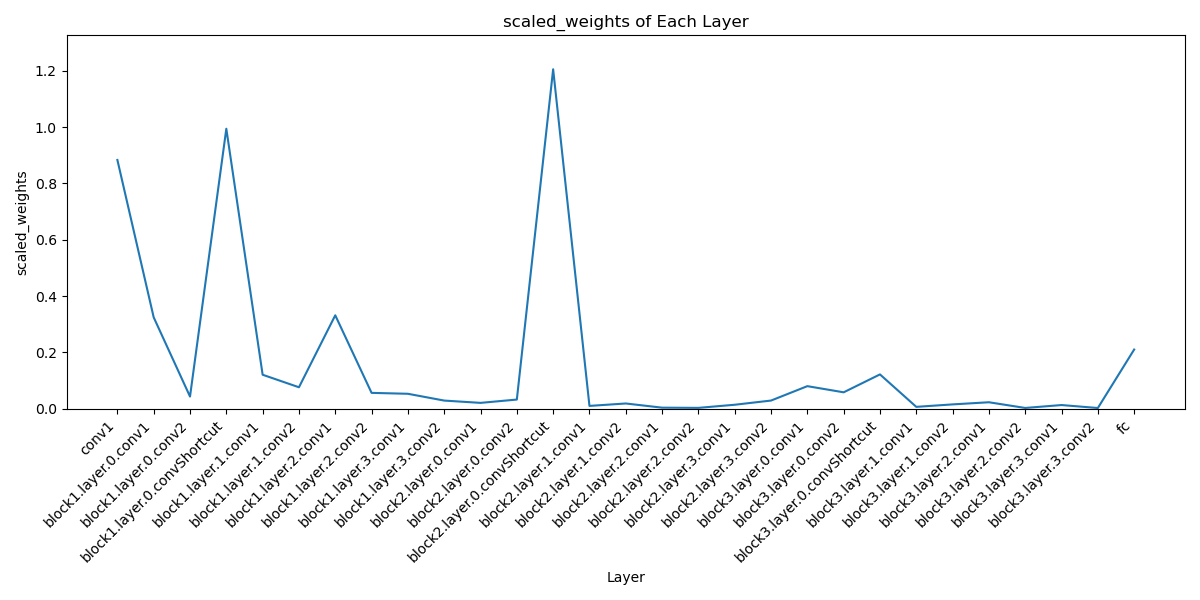 scaled_weights of Each Layer
scaled_weights
1.2
1.0
0.8
0.6
0.4
0.2
0.0
conv1
block1.layer.0.conv1
block1.layer.0.conv2
block1.layer.0.convShortcut
block1.layer.1.conv1
block1.layer.1.conv2
block1.layer.2.conv1
block1.layer.2.conv2
block1.layer.3.conv1
block1.layer.3.conv2
block2.layer.0.conv1
block2.layer.0.conv2
block2.layer.0.convShortcut
block2.layer.1.conv1
block2.layer.1.conv2
block2.layer.2.conv1
block2.layer.2.conv2
block2.layer.3.conv1
block2.layer.3.conv2
block3.layer.0.conv1
block3.layer.0.conv2
block3.layer.0.convShortcut
block3.layer.1.conv1
block3.layer.1.conv2
block3.layer.2.conv1
block3.layer.2.conv2
block3.layer.3.conv1
block3.layer.3.conv2
fc
Layer